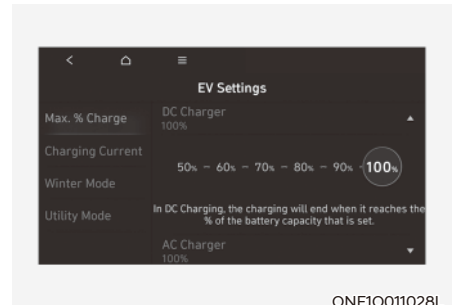 EV Settings
Max. % Charge
Charging Current
Winter Mode
Utility Mode
DC Charger
100%
50% - 60% - 70% - 80% - 90% - 100%
In DC Charging, the charging will end when it reaches the
% of the battery capacity that is set.
AC Charger
100%
ONE1Q011028L